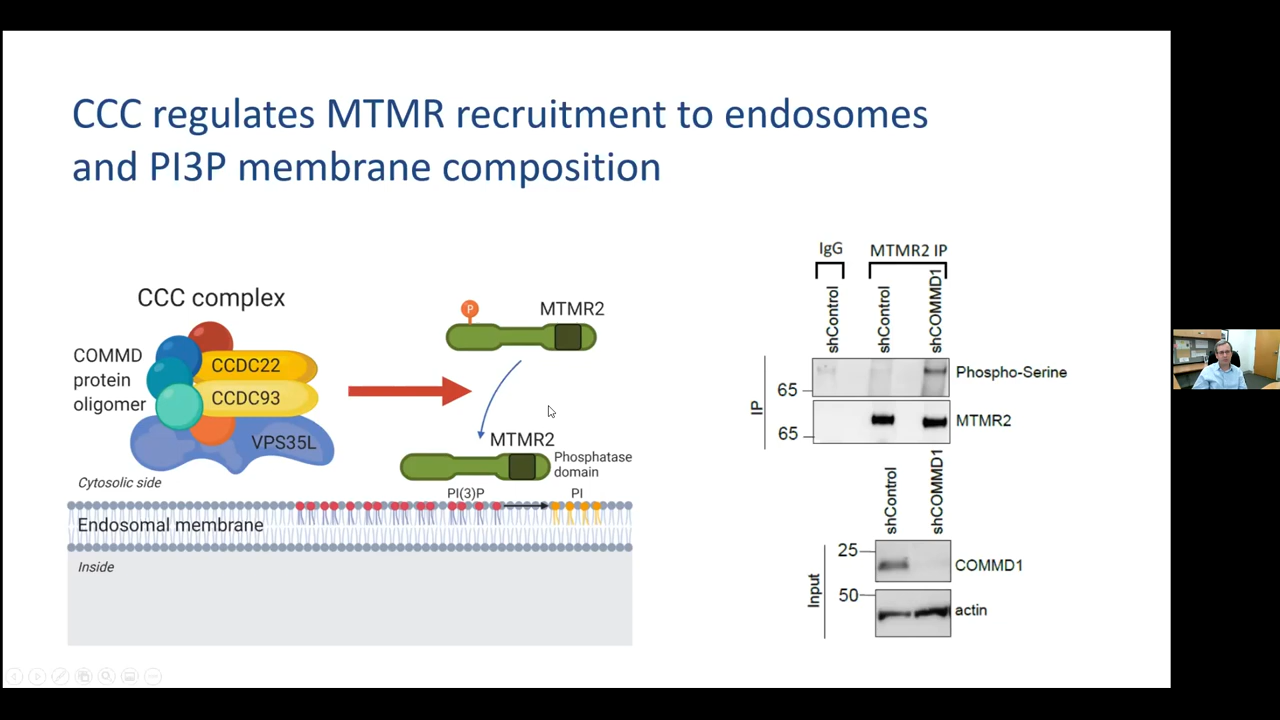 CCC regulates MTMR recruitment to endosomes
and PI3P membrane composition
CCC complex
COMMD
protein
oligomer
CCDC22
CCDC93
VPS35L
P
MTMR2
MTMR2
Phosphatase
domain
Cytosolic side
PI(3)P
PI
Endosomal membrane
Inside
IgG
MTMR2 IP
shControl
shControl
shCOMMD1
IP
65
Phospho-Serine
65
MTMR2
shControl
shCOMMD1
Input
25
COMMD1
50
actin